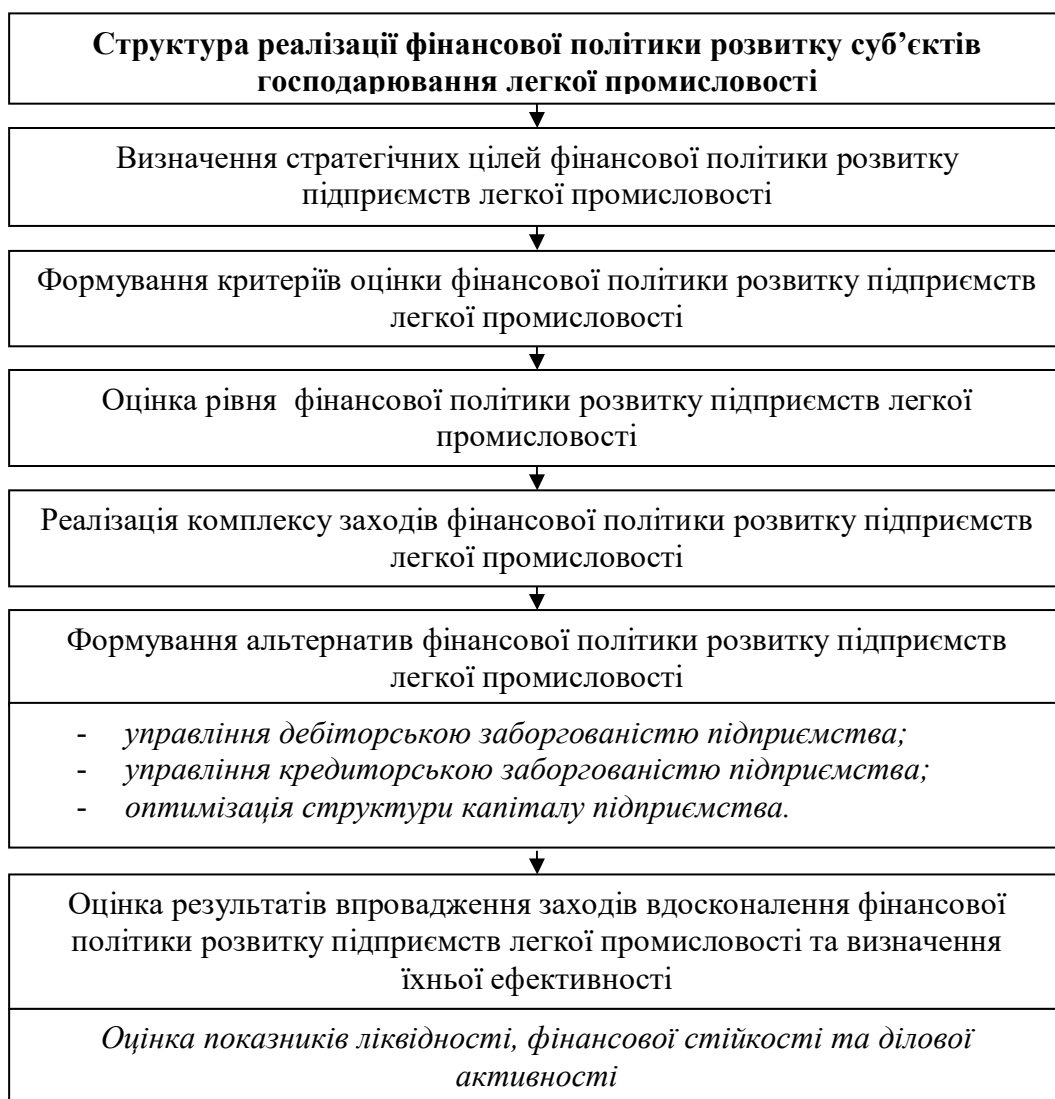 Структура реалізації фінансової політики розвитку суб’єктів
господарювання легкої промисловості
Визначення стратегічних цілей фінансової політики розвитку
підприємств легкої промисловості
Формування критеріїв оцінки фінансової політики розвитку підприємств
легкої промисловості
Оцінка рівня фінансової політики розвитку підприємств легкої
промисловості
Реалізація комплексу заходів фінансової політики розвитку підприємств
легкої промисловості
Формування альтернатив фінансової політики розвитку підприємств
легкої промисловості
- управління дебіторською заборгованістю підприємства;
- управління кредиторською заборгованістю підприємства;
- оптимізація структури капіталу підприємства.
Оцінка результатів впровадження заходів вдосконалення фінансової
політики розвитку підприємств легкої промисловості та визначення
їхньої ефективності
Оцінка показників ліквідності, фінансової стійкості та ділової
активності